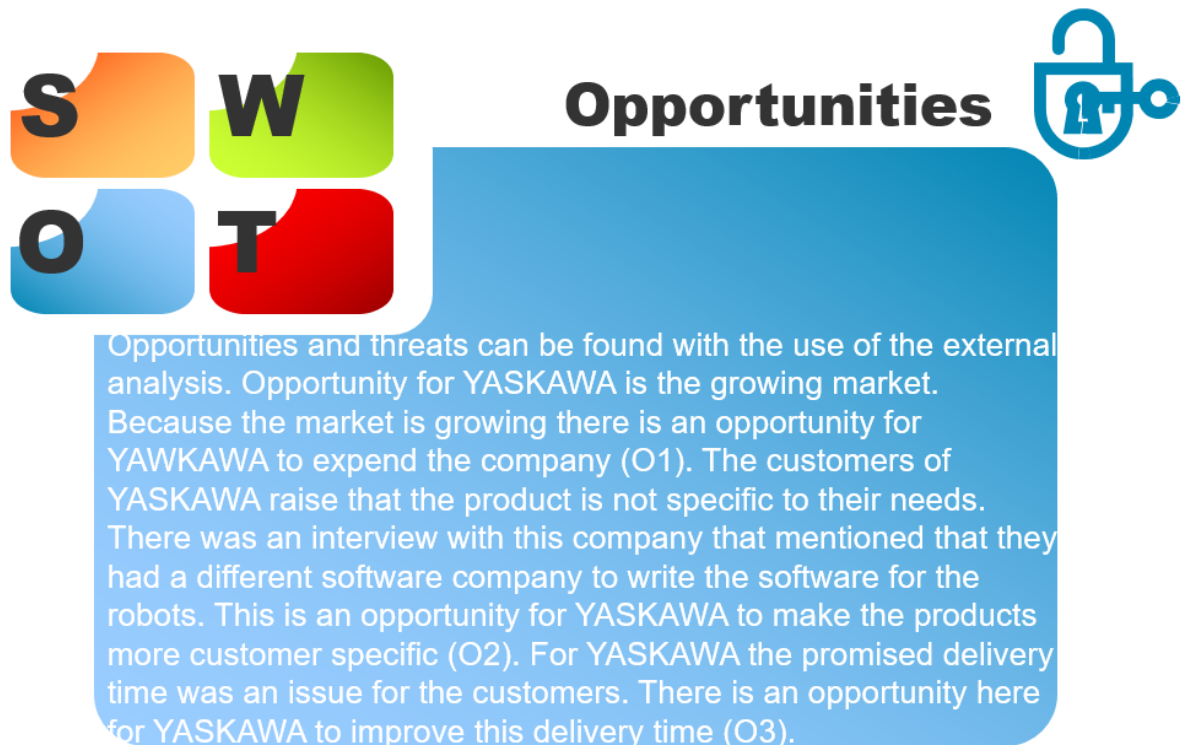 S W
Opportunities
O T
Opportunities and threats can be found with the use of the external
analysis. Opportunity for YASKAWA is the growing market.
Because the market is growing there is an opportunity for
YAWKAWA to expend the company (O1). The customers of
YASKAWA raise that the product is not specific to their needs.
There was an interview with this company that mentioned that they
had a different software company to write the software for the
robots. This is an opportunity for YASKAWA to make the products
more customer specific (O2). For YASKAWA the promised delivery
time was an issue for the customers. There is an opportunity here
for YASKAWA to improve this delivery time (O3).